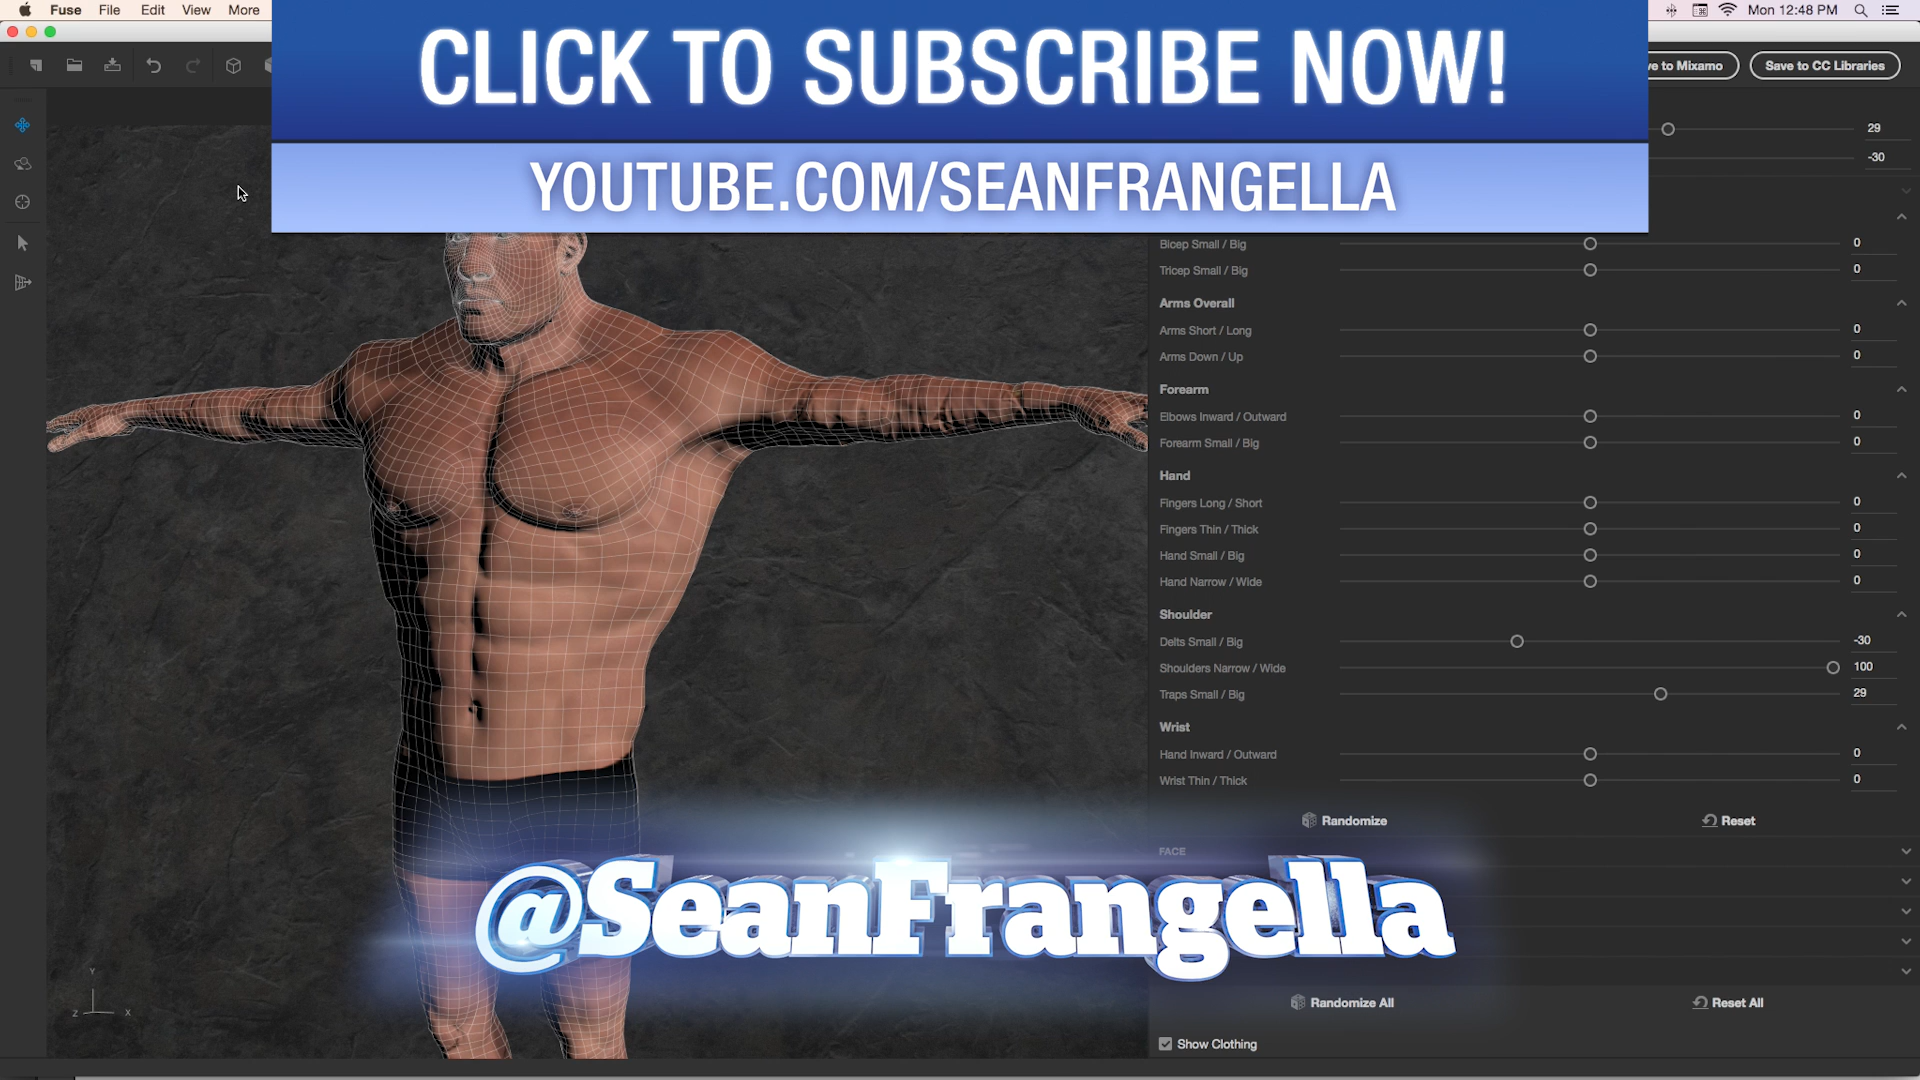 Fuse File Edit View More
Mon 12:48 PM
CLICK TO SUBSCRIBE NOW!
YOUTUBE.COM/SEANFRANGELLA
to Mixamo
Save to CC Libraries
29
-30
Bicep Small / Big 0
Tricep Small / Big 0
Arms Overall
Arms Short / Long 0
Arms Down / Up 0
Forearm
Elbows Inward / Outward 0
Forearm Small / Big 0
Hand
Fingers Long / Short 0
Fingers Thin / Thick 0
Hand Small / Big 0
Hand Narrow / Wide 0
Shoulder
Delts Small / Big -30
Shoulders Narrow / Wide 100
Traps Small / Big 29
Wrist
Hand Inward / Outward 0
Wrist Thin / Thick 0
Randomize Reset
FACE
@SeanFrangella
Y
Z X
Randomize All Reset All
Show Clothing